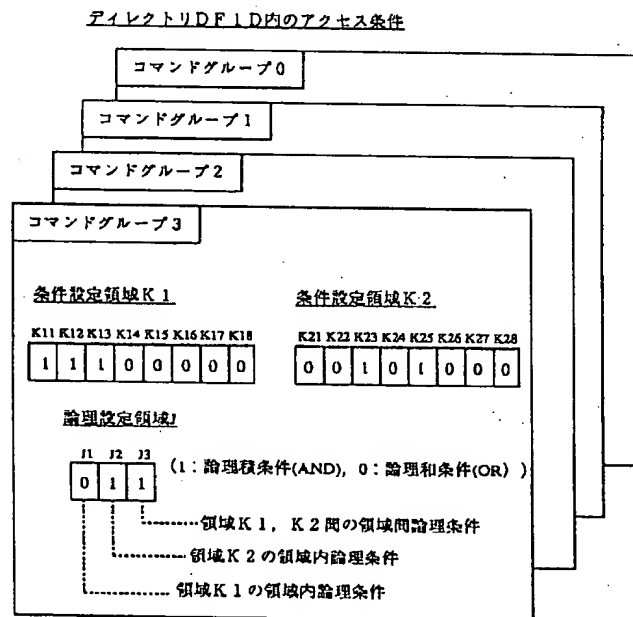 ディレクトリDF1D内のアクセス条件
コマンドグループ0
コマンドグループ1
コマンドグループ2
コマンドグループ3
条件設定領域K1 条件設定領域K2
K11 K12 K13 K14 K15 K16 K17 K18 K21 K22 K23 K24 K25 K26 K27 K28
1 1 1 0 0 0 0 0 0 0 1 0 1 0 0 0
論理設定領域J
J1 J2 J3
0 1 1 (1:論理積条件(AND), 0:論理和条件(OR))
領域K1, K2間の領域間論理条件
領域K2の領域内論理条件
領域K1の領域内論理条件